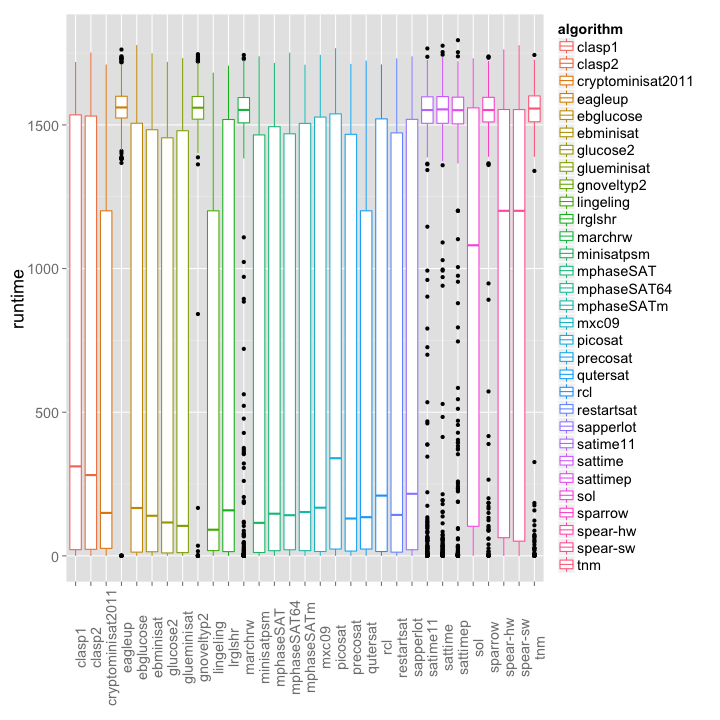 runtime
1500
1000
500
0
clasp1
clasp2
cryptominisat2011
eagleup
ebglucose
ebminisat
glucose2
glueminisat
gnoveltyp2
lingeling
lrglshr
marchrw
minisatpsm
mphaseSAT
mphaseSAT64
mphaseSATm
mxc09
picosat
precosat
qutersat
rcl
restartsat
sapperlot
satime11
sattime
sattimep
sol
sparrow
spear-hw
spear-sw
tnm
algorithm
clasp1
clasp2
cryptominisat2011
eagleup
ebglucose
ebminisat
glucose2
glueminisat
gnoveltyp2
lingeling
lrglshr
marchrw
minisatpsm
mphaseSAT
mphaseSAT64
mphaseSATm
mxc09
picosat
precosat
qutersat
rcl
restartsat
sapperlot
satime11
sattime
sattimep
sol
sparrow
spear-hw
spear-sw
tnm